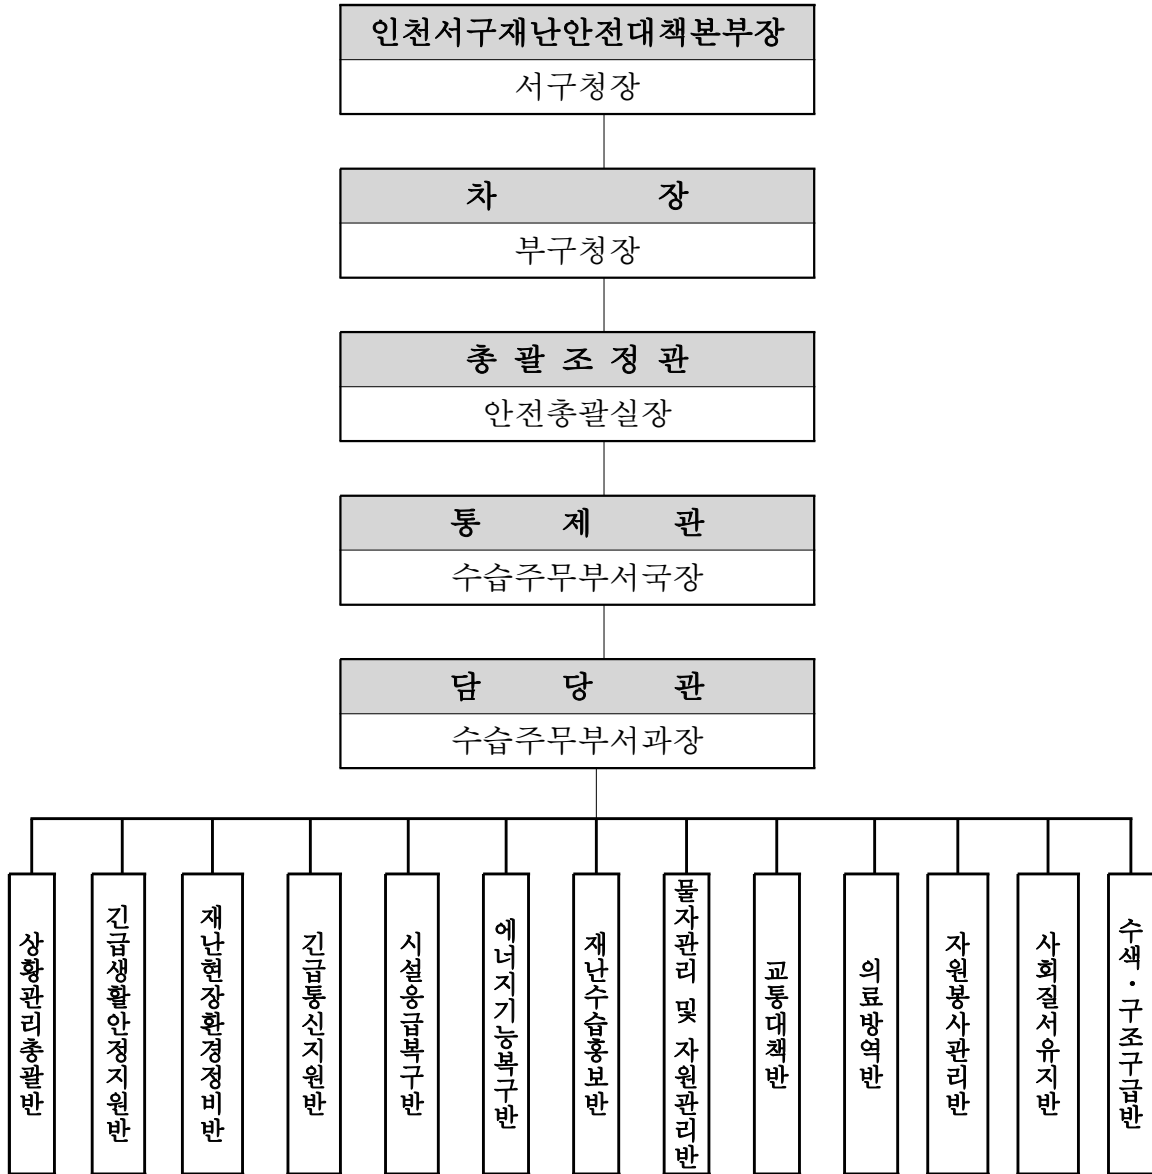 인천서구재난안전대책본부장
서구청장
차 장
부구청장
총 괄 조 정 관
안전총괄실장
통 제 관
수습주무부서국장
담 당 관
수습주무부서과장
상황관리총괄반
긴급생활안정지원반
재난현장환경정비반
긴급통신지원반
시설응급복구반
에너지기능복구반
재난수습홍보반
물자관리 및 자원관리반
교통대책반
의료방역반
자원봉사관리반
사회질서유지반
수색·구조구급반